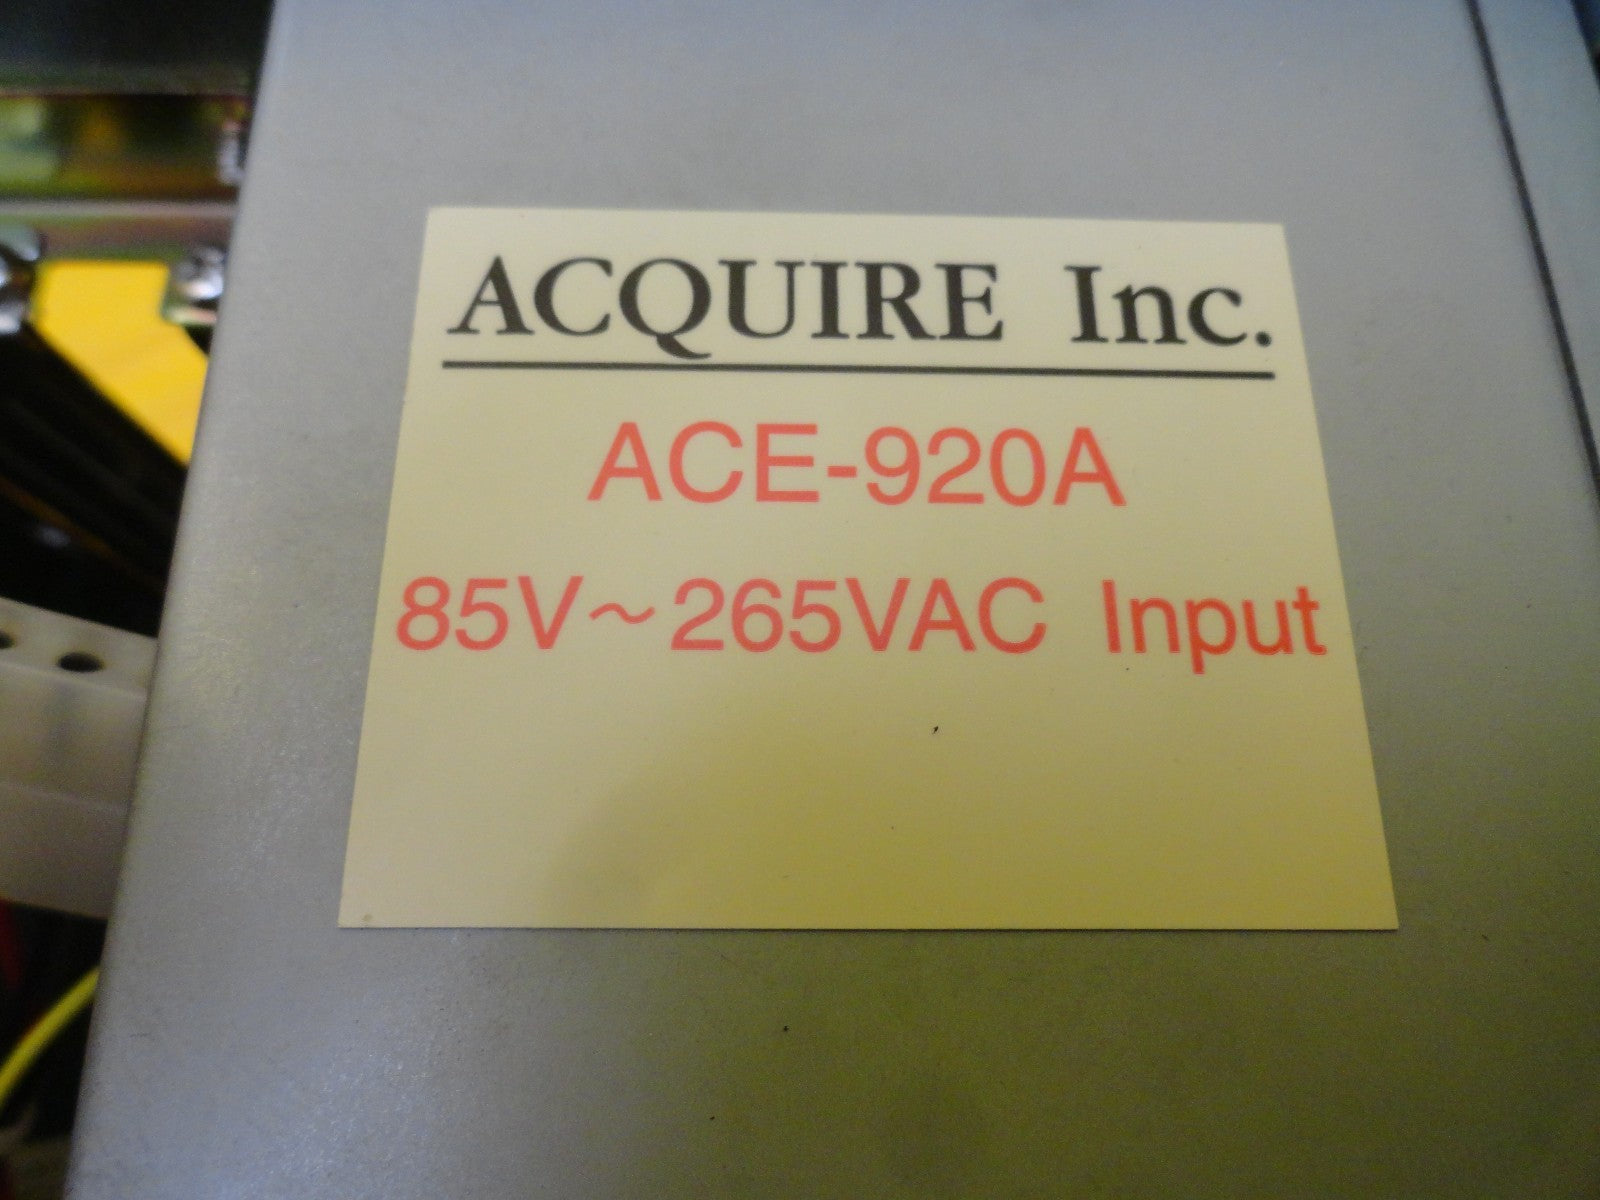 ACQUIRE Inc.
ACE-920A
85V~265VAC Input